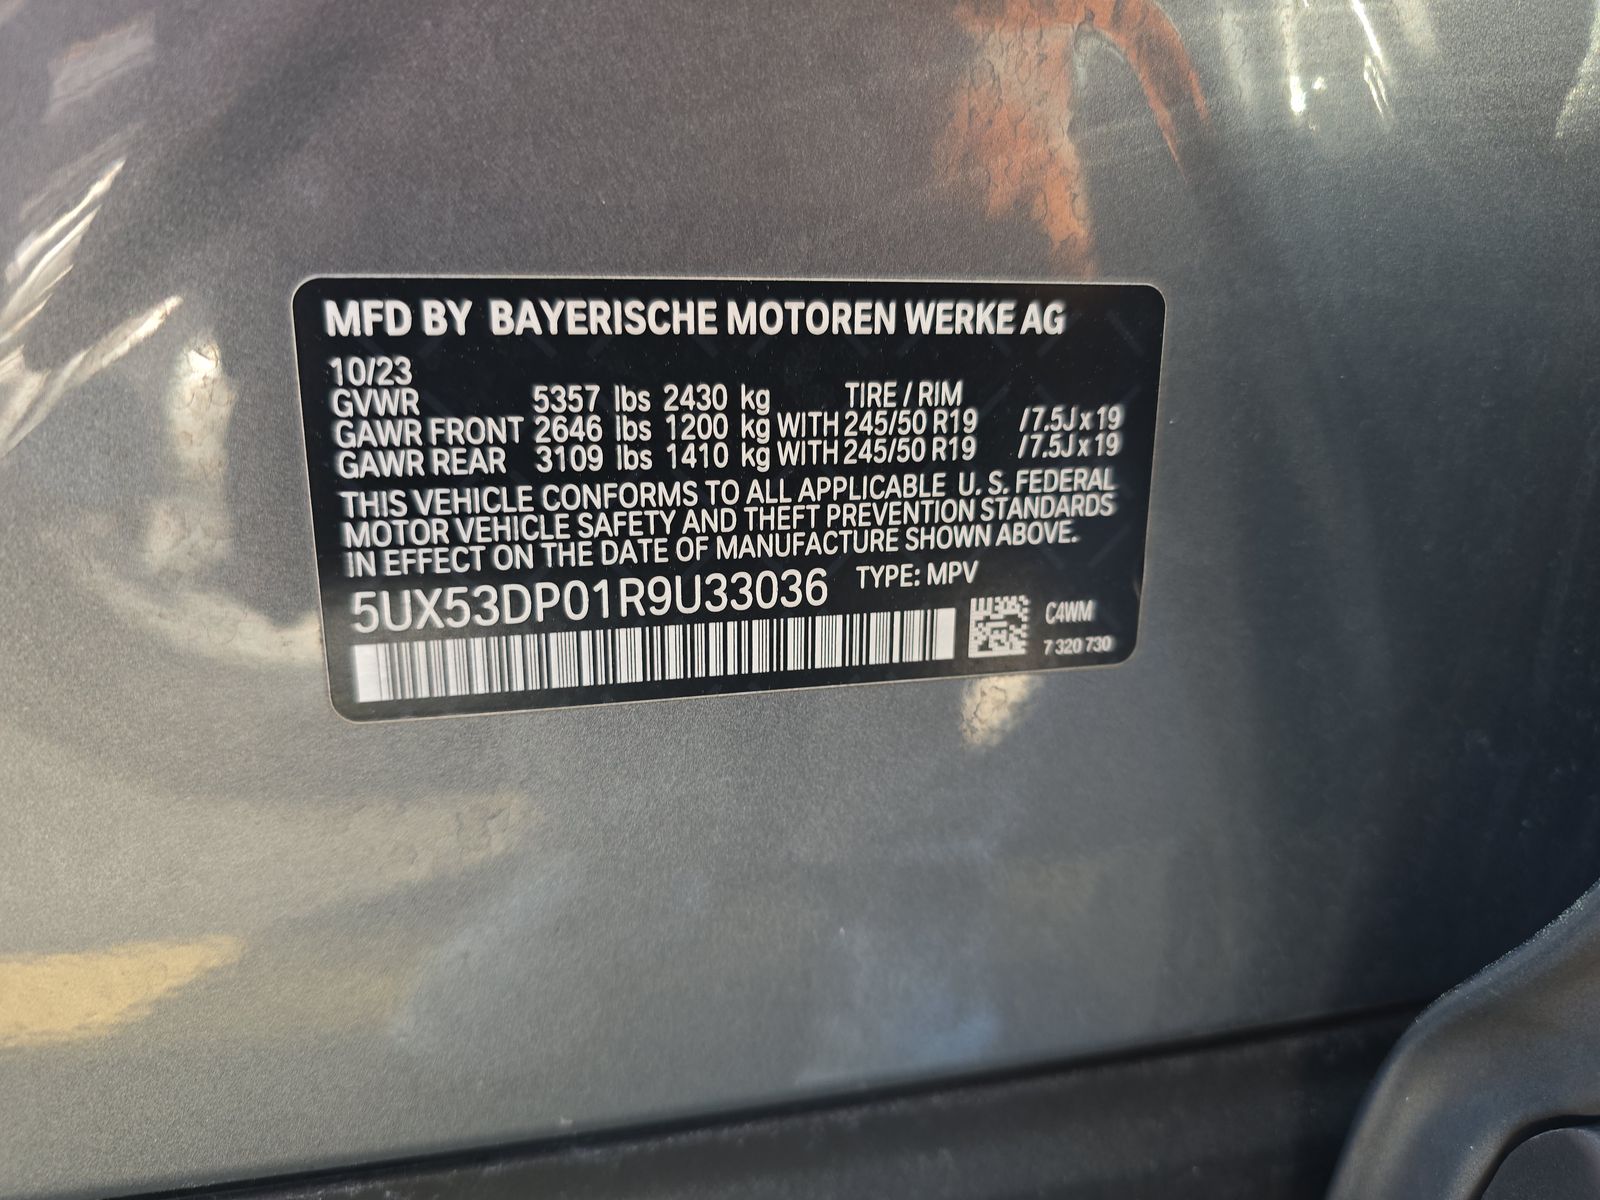 MFD BY BAYERISCHE MOTOREN WERKE AG
10/23
GVWR 5357 lbs 2430 kg TIRE / RIM
GAWR FRONT 2646 lbs 1200 kg WITH 245/50 R19 /7.5J x 19
GAWR REAR 3109 lbs 1410 kg WITH 245/50 R19 /7.5J x 19
THIS VEHICLE CONFORMS TO ALL APPLICABLE U. S. FEDERAL
MOTOR VEHICLE SAFETY AND THEFT PREVENTION STANDARDS
IN EFFECT ON THE DATE OF MANUFACTURE SHOWN ABOVE.
5UX53DP01R9U33036 TYPE: MPV
C4WM
7 320 730